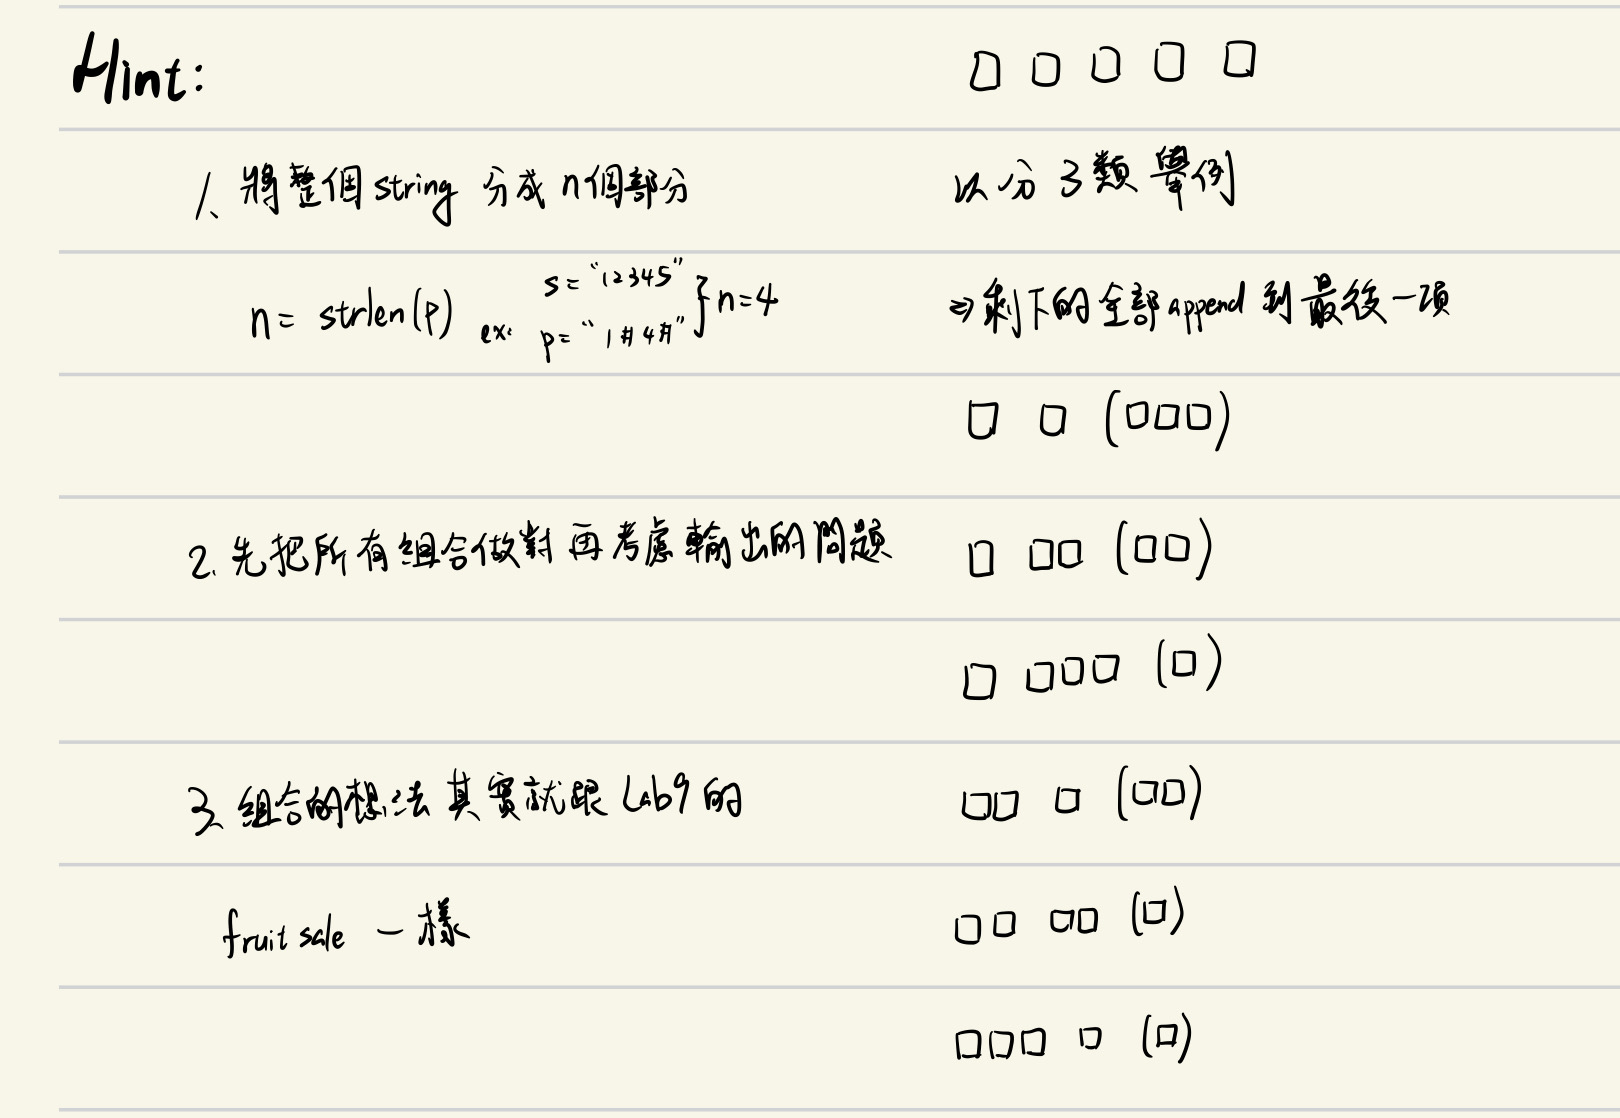 Hint:
1. 將整個 string 分成 n個部分
n = strlen(p) ex: s = "12345" p = "1#4#" } n=4
2. 先把所有組合做對 再考慮輸出的問題
3. 組合的想法 其實就跟 Lab9 的
fruit sale 一樣
以分 3 類 舉例
⇒ 剩下的全部 append 到最後一項